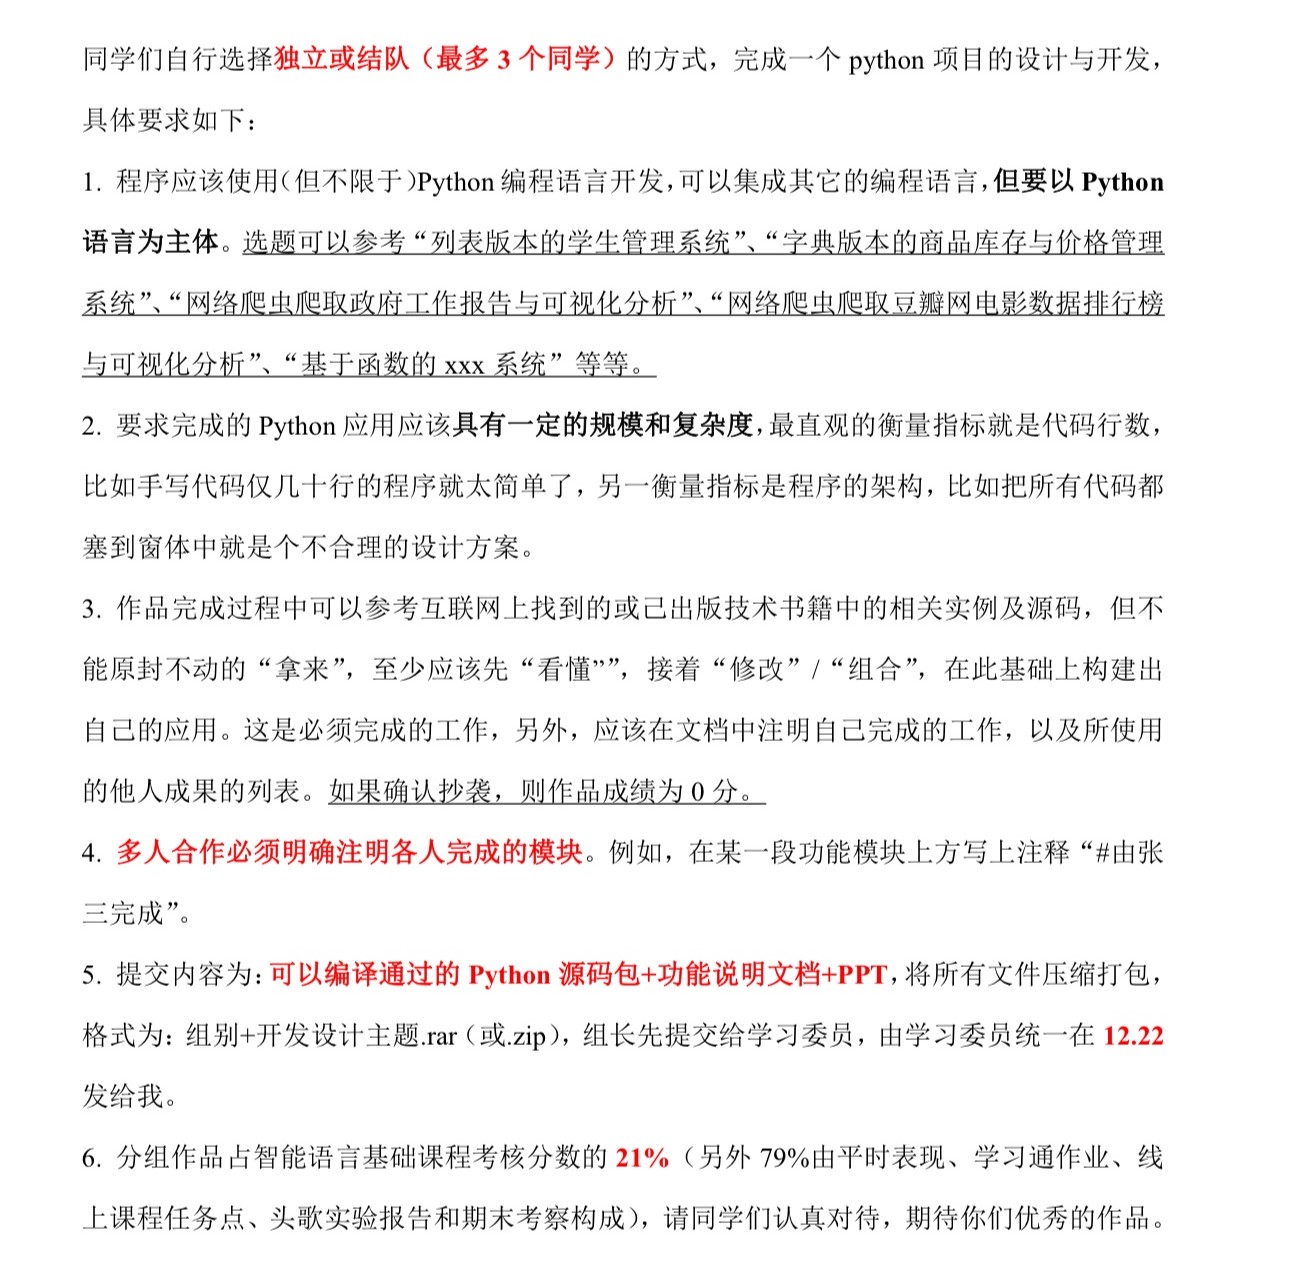 同学们自行选择独立或结队（最多 3 个同学）的方式，完成一个 python 项目的设计与开发，
具体要求如下：
1. 程序应该使用（但不限于）Python 编程语言开发，可以集成其它的编程语言，但要以 Python
语言为主体。选题可以参考“列表版本的学生管理系统”、“字典版本的商品库存与价格管理
系统”、“网络爬虫爬取政府工作报告与可视化分析”、“网络爬虫爬取豆瓣网电影数据排行榜
与可视化分析”、“基于函数的 xxx 系统”等等。
2. 要求完成的 Python 应用应该具有一定的规模和复杂度，最直观的衡量指标就是代码行数，
比如手写代码仅几十行的程序就太简单了，另一衡量指标是程序的架构，比如把所有代码都
塞到窗体中就是个不合理的设计方案。
3. 作品完成过程中可以参考互联网上找到的或己出版技术书籍中的相关实例及源码，但不
能原封不动的“拿来”，至少应该先“看懂””，接着“修改”/“组合”，在此基础上构建出
自己的应用。这是必须完成的工作，另外，应该在文档中注明自己完成的工作，以及所使用
的他人成果的列表。如果确认抄袭，则作品成绩为 0 分。
4. 多人合作必须明确注明各人完成的模块。例如，在某一段功能模块上方写上注释“#由张
三完成”。
5. 提交内容为：可以编译通过的 Python 源码包+功能说明文档+PPT，将所有文件压缩打包，
格式为：组别+开发设计主题.rar（或.zip），组长先提交给学习委员，由学习委员统一在 12.22
发给我。
6. 分组作品占智能语言基础课程考核分数的 21%（另外 79%由平时表现、学习通作业、线
上课程任务点、头歌实验报告和期末考察构成），请同学们认真对待，期待你们优秀的作品。